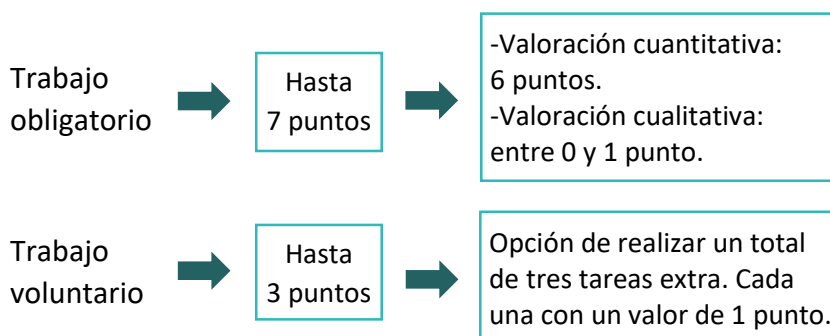 Trabajo
obligatorio
Hasta
7 puntos
-Valoración cuantitativa:
6 puntos.
-Valoración cualitativa:
entre 0 y 1 punto.
Trabajo
voluntario
Hasta
3 puntos
Opción de realizar un total
de tres tareas extra. Cada
una con un valor de 1 punto.